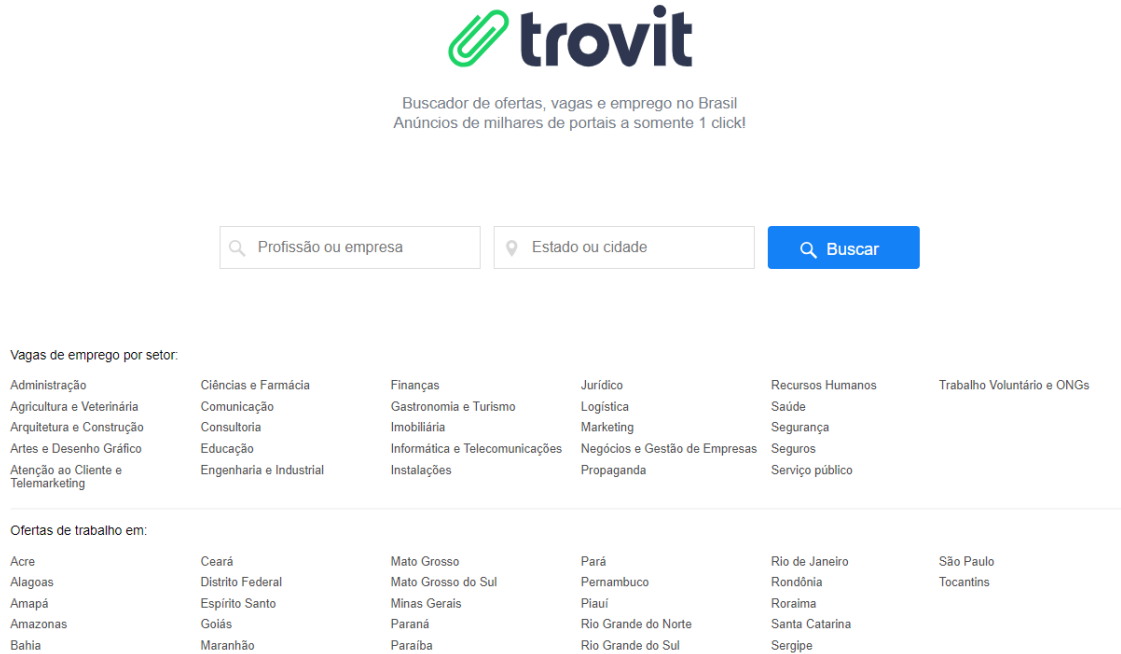 trovit
Buscador de ofertas, vagas e emprego no Brasil
Anúncios de milhares de portais a somente 1 click!
Profissão ou empresa
Estado ou cidade
Buscar
Vagas de emprego por setor:
Administração
Agricultura e Veterinária
Arquitetura e Construção
Artes e Desenho Gráfico
Atenção ao Cliente e
Telemarketing
Ciências e Farmácia
Comunicação
Consultoria
Educação
Engenharia e Industrial
Finanças
Gastronomia e Turismo
Imobiliária
Informática e Telecomunicações
Instalações
Jurídico
Logística
Marketing
Negócios e Gestão de Empresas
Propaganda
Recursos Humanos
Saúde
Segurança
Seguros
Serviço público
Trabalho Voluntário e ONGs
Ofertas de trabalho em:
Acre
Alagoas
Amapá
Amazonas
Bahia
Ceará
Distrito Federal
Espírito Santo
Goiás
Maranhão
Mato Grosso
Mato Grosso do Sul
Minas Gerais
Paraná
Paraíba
Pará
Pernambuco
Piauí
Rio Grande do Norte
Rio Grande do Sul
Rio de Janeiro
Rondônia
Roraima
Santa Catarina
Sergipe
São Paulo
Tocantins